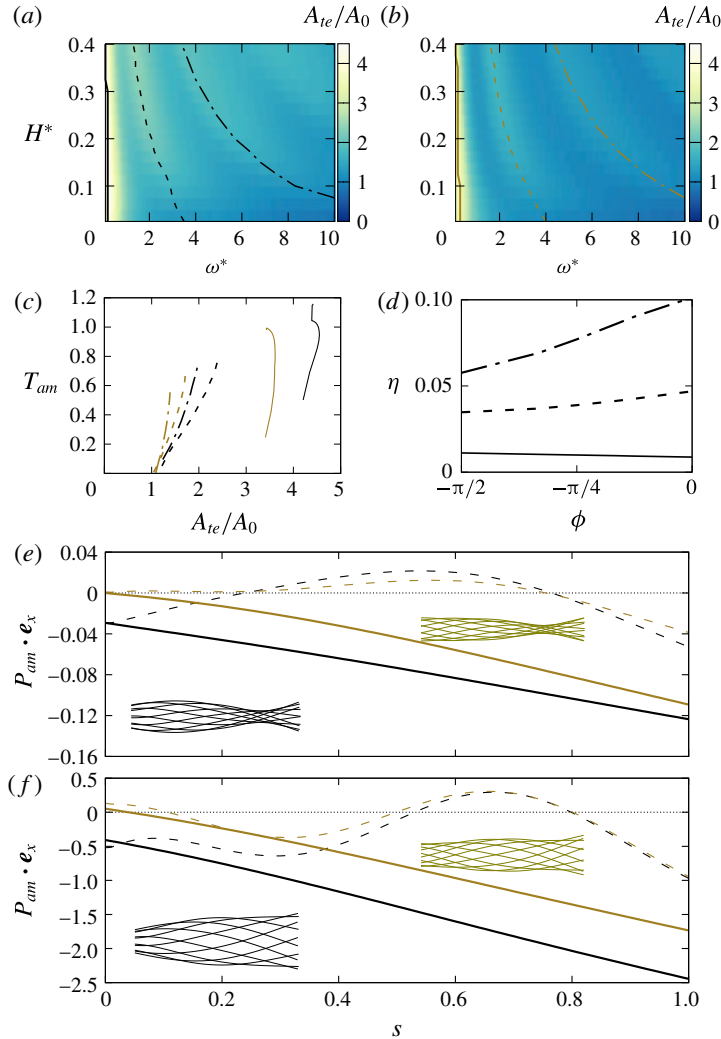 (a) A_te/A_0 (b) A_te/A_0
0.4 4 0.4 4
0.3 3 0.3 3
H* 0.2 2 0.2 2
0.1 1 0.1 1
0 2 4 6 8 10 0 0 2 4 6 8 10 0
ω* ω*
(c) (d)
1.2 0.10
1.0
T_am 0.8 η
0.6 0.05
0.4
0.2
0 1 2 3 4 5 0 −π/2 −π/4 0
A_te/A_0 ϕ
(e) 0.04
0
−0.04
P_am · e_x
−0.08
−0.12
−0.16
(f) 0.5
0
−0.5
P_am · e_x
−1.0
−1.5
−2.0
−2.5
0 0.2 0.4 0.6 0.8 1.0
s